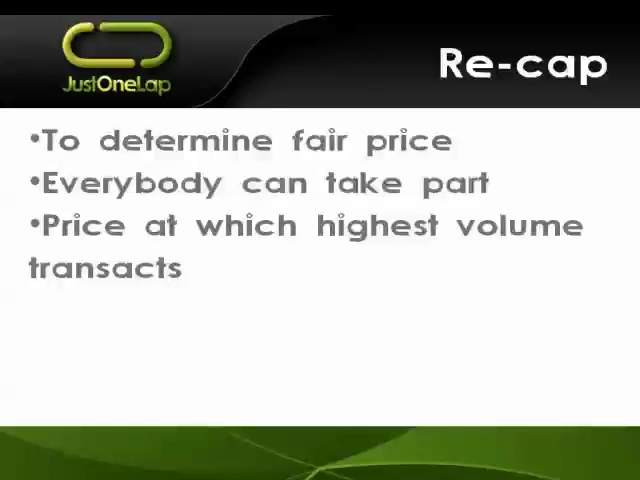 JustOneLap
Re-cap
•To determine fair price
•Everybody can take part
•Price at which highest volume
transacts